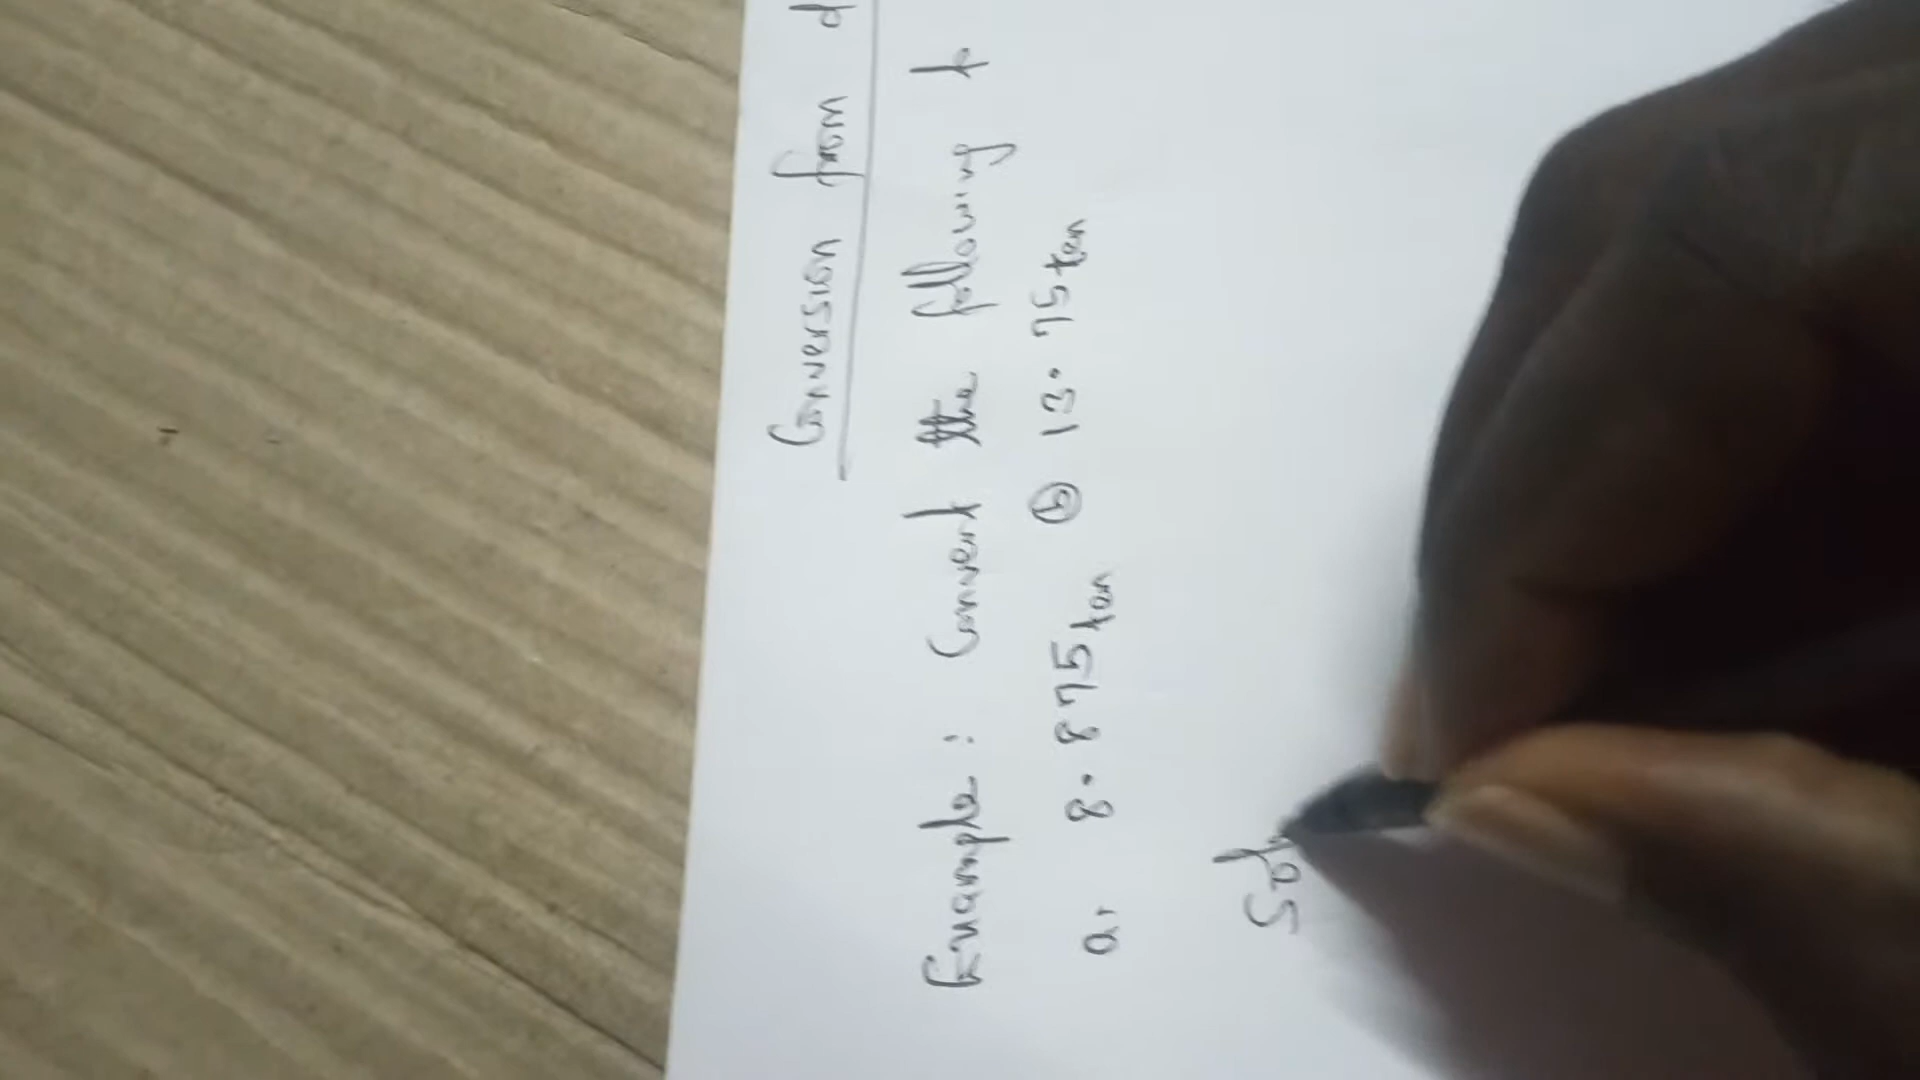 Conversion from d
Example: Convert the following t
a. 8.875ten (b) 13.75ten
Sol